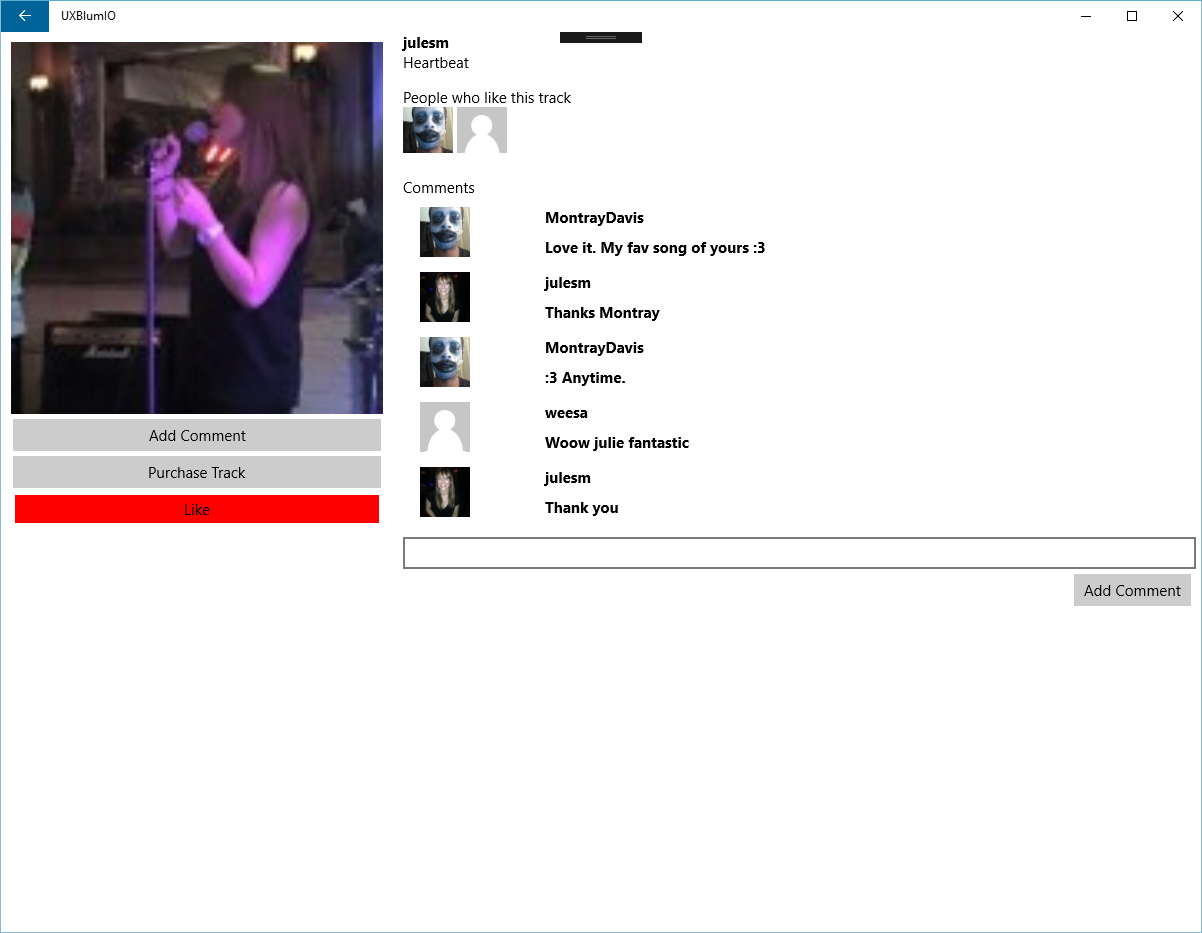 UXBlumIO
julesm
Heartbeat
People who like this track
Comments
MontrayDavis
Love it. My fav song of yours :3
julesm
Thanks Montray
MontrayDavis
:3 Anytime.
weesa
Woow julie fantastic
julesm
Thank you
Add Comment
Add Comment
Purchase Track
Like